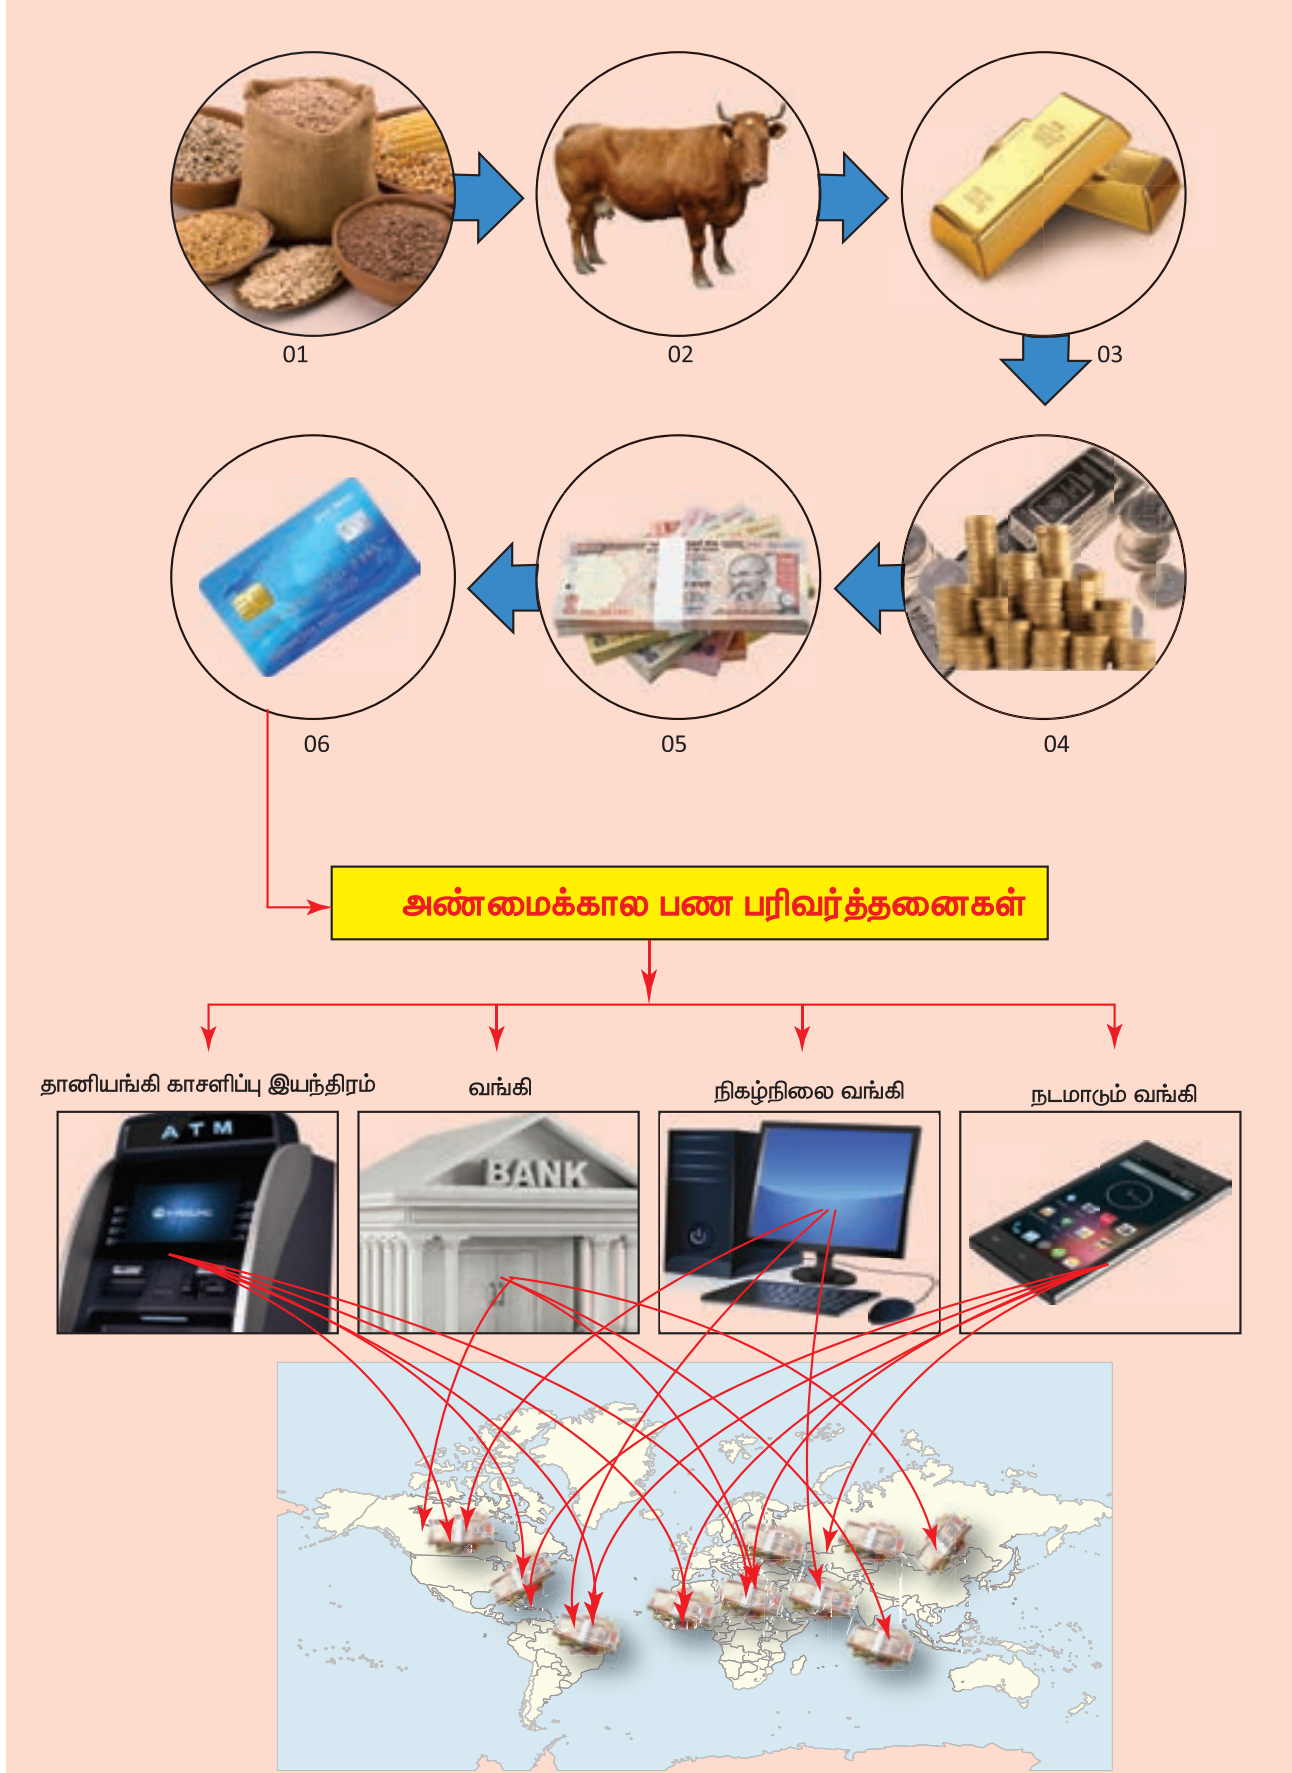 01
02
03
06
05
04
அண்மைக்கால பண பரிவர்த்தனைகள்
தானியங்கி காசளிப்பு இயந்திரம்
வங்கி
நிகழ்நிலை வங்கி
நடமாடும் வங்கி
ATM
BANK